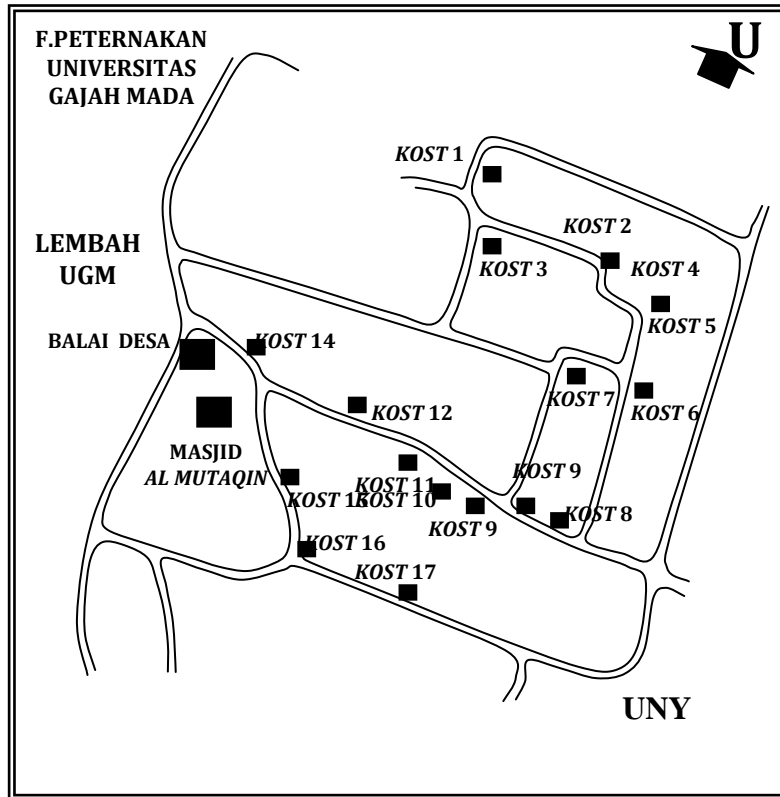 F.PETERNAKAN
UNIVERSITAS
GAJAH MADA
U
KOST 1
KOST 2
LEMBAH
UGM
KOST 3
KOST 4
KOST 5
BALAI DESA
KOST 14
KOST 7
KOST 6
KOST 12
MASJID
AL MUTAQIN
KOST 11
KOST 9
KOST
KOST 10
KOST 9
KOST 8
KOST 16
KOST 17
UNY